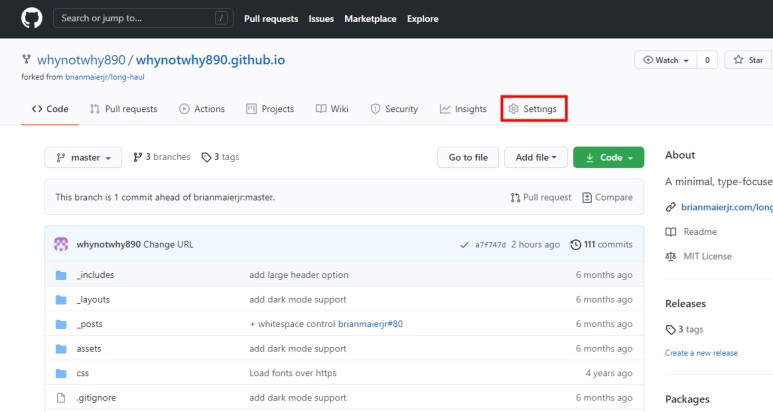 Search or jump to... / Pull requests Issues Marketplace Explore
whynotwhy890 / whynotwhy890.github.io Watch 0 Star
forked from brianmaierjr/long-haul
<> Code Pull requests Actions Projects Wiki Security Insights Settings
master 3 branches 3 tags Go to file Add file Code
About
A minimal, type-focuse
This branch is 1 commit ahead of brianmaierjr:master. Pull request Compare
brianmaierjr.com/long
Readme
whynotwhy890 Change URL a7f747d 2 hours ago 111 commits
MIT License
_includes add large header option 6 months ago
_layouts add dark mode support 6 months ago
Releases
_posts + whitespace control brianmaierjr#80 6 months ago
3 tags
assets add dark mode support 6 months ago
Create a new release
css Load fonts over https 4 years ago
.gitignore add dark mode support 6 months ago
Packages